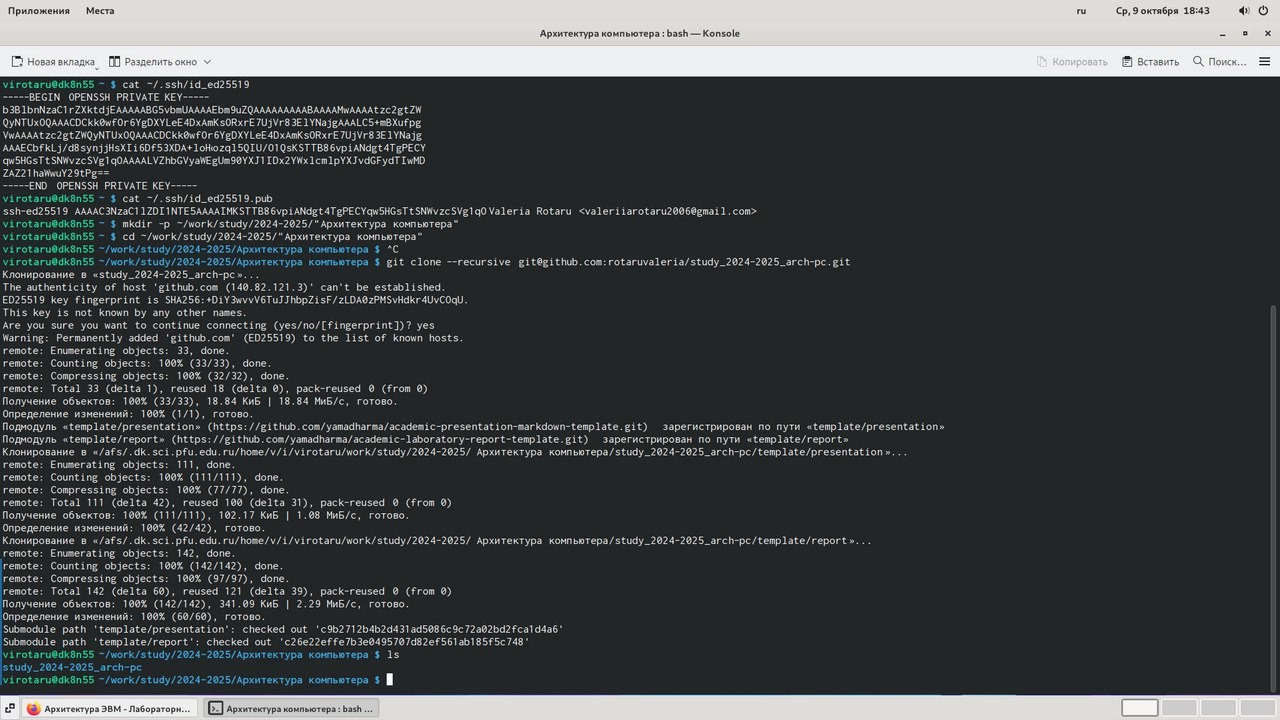 Приложения Места
ru Ср, 9 октября 18:43
Архитектура компьютера : bash — Konsole
Новая вкладка Разделить окно Копировать Вставить Поиск...
virotaru@dk8n55 ~ $ cat ~/.ssh/id_ed25519
-----BEGIN OPENSSH PRIVATE KEY-----
-----END OPENSSH PRIVATE KEY-----
virotaru@dk8n55 ~ $ cat ~/.ssh/id_ed25519.pub
ssh-ed25519 Valeria Rotaru <valeriiarotaru2006@gmail.com>
virotaru@dk8n55 ~ $ mkdir -p ~/work/study/2024-2025/"Архитектура компьютера"
virotaru@dk8n55 ~ $ cd ~/work/study/2024-2025/"Архитектура компьютера"
virotaru@dk8n55 ~/work/study/2024-2025/Архитектура компьютера $ ^C
virotaru@dk8n55 ~/work/study/2024-2025/Архитектура компьютера $ git clone --recursive git@github.com:rotaruvaleria/study_2024-2025_arch-pc.git
Клонирование в «study_2024-2025_arch-pc»...
The authenticity of host 'github.com (140.82.121.3)' can't be established.
ED25519 key fingerprint is SHA256:+DiY3wvvV6TuJJhbpZisF/zLDA0zPMSvHdkr4UvCOqU.
This key is not known by any other names.
Are you sure you want to continue connecting (yes/no/[fingerprint])? yes
Warning: Permanently added 'github.com' (ED25519) to the list of known hosts.
remote: Enumerating objects: 33, done.
remote: Counting objects: 100% (33/33), done.
remote: Compressing objects: 100% (32/32), done.
remote: Total 33 (delta 1), reused 18 (delta 0), pack-reused 0 (from 0)
Получение объектов: 100% (33/33), 18.84 КиБ | 18.84 МиБ/с, готово.
Определение изменений: 100% (1/1), готово.
Подмодуль «template/presentation» (https://github.com/yamadharma/academic-presentation-markdown-template.git) зарегистрирован по пути «template/presentation»
Подмодуль «template/report» (https://github.com/yamadharma/academic-laboratory-report-template.git) зарегистрирован по пути «template/report»
Клонирование в «/afs/.dk.sci.pfu.edu.ru/home/v/i/virotaru/work/study/2024-2025/ Архитектура компьютера/study_2024-2025_arch-pc/template/presentation»...
remote: Enumerating objects: 111, done.
remote: Counting objects: 100% (111/111), done.
remote: Compressing objects: 100% (77/77), done.
remote: Total 111 (delta 42), reused 100 (delta 31), pack-reused 0 (from 0)
Получение объектов: 100% (111/111), 102.17 КиБ | 1.08 МиБ/с, готово.
Определение изменений: 100% (42/42), готово.
Клонирование в «/afs/.dk.sci.pfu.edu.ru/home/v/i/virotaru/work/study/2024-2025/ Архитектура компьютера/study_2024-2025_arch-pc/template/report»...
remote: Enumerating objects: 142, done.
remote: Counting objects: 100% (142/142), done.
remote: Compressing objects: 100% (97/97), done.
remote: Total 142 (delta 60), reused 121 (delta 39), pack-reused 0 (from 0)
Получение объектов: 100% (142/142), 341.09 КиБ | 2.29 МиБ/с, готово.
Определение изменений: 100% (60/60), готово.
Submodule path 'template/presentation': checked out 'c9b2712b4b2d431ad5086c9c72a02bd2fca1d4a6'
Submodule path 'template/report': checked out 'c26e22effe7b3e0495707d82ef561ab185f5c748'
virotaru@dk8n55 ~/work/study/2024-2025/Архитектура компьютера $ ls
study_2024-2025_arch-pc
virotaru@dk8n55 ~/work/study/2024-2025/Архитектура компьютера $
Архитектура ЭВМ - Лабораторн... Архитектура компьютера : bash ...